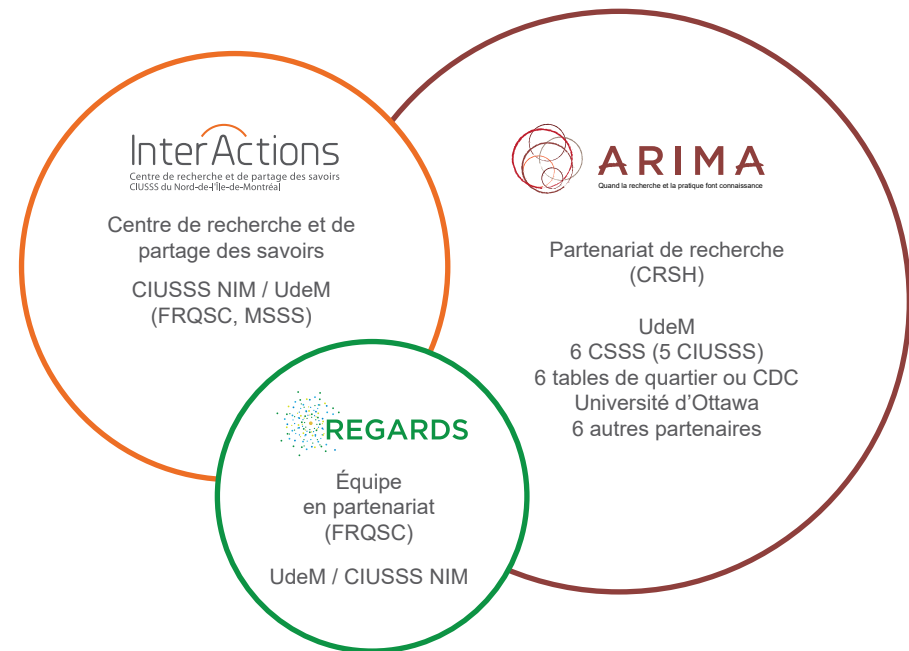 InterActions
Centre de recherche et de partage des savoirs
CIUSSS du Nord-de-l'Île-de-Montréal
Centre de recherche et de
partage des savoirs
CIUSSS NIM / UdeM
(FRQSC, MSSS)
ARIMA
Quand la recherche et la pratique font connaissance
Partenariat de recherche
(CRSH)
UdeM
6 CSSS (5 CIUSSS)
6 tables de quartier ou CDC
Université d'Ottawa
6 autres partenaires
REGARDS
Équipe
en partenariat
(FRQSC)
UdeM / CIUSSS NIM